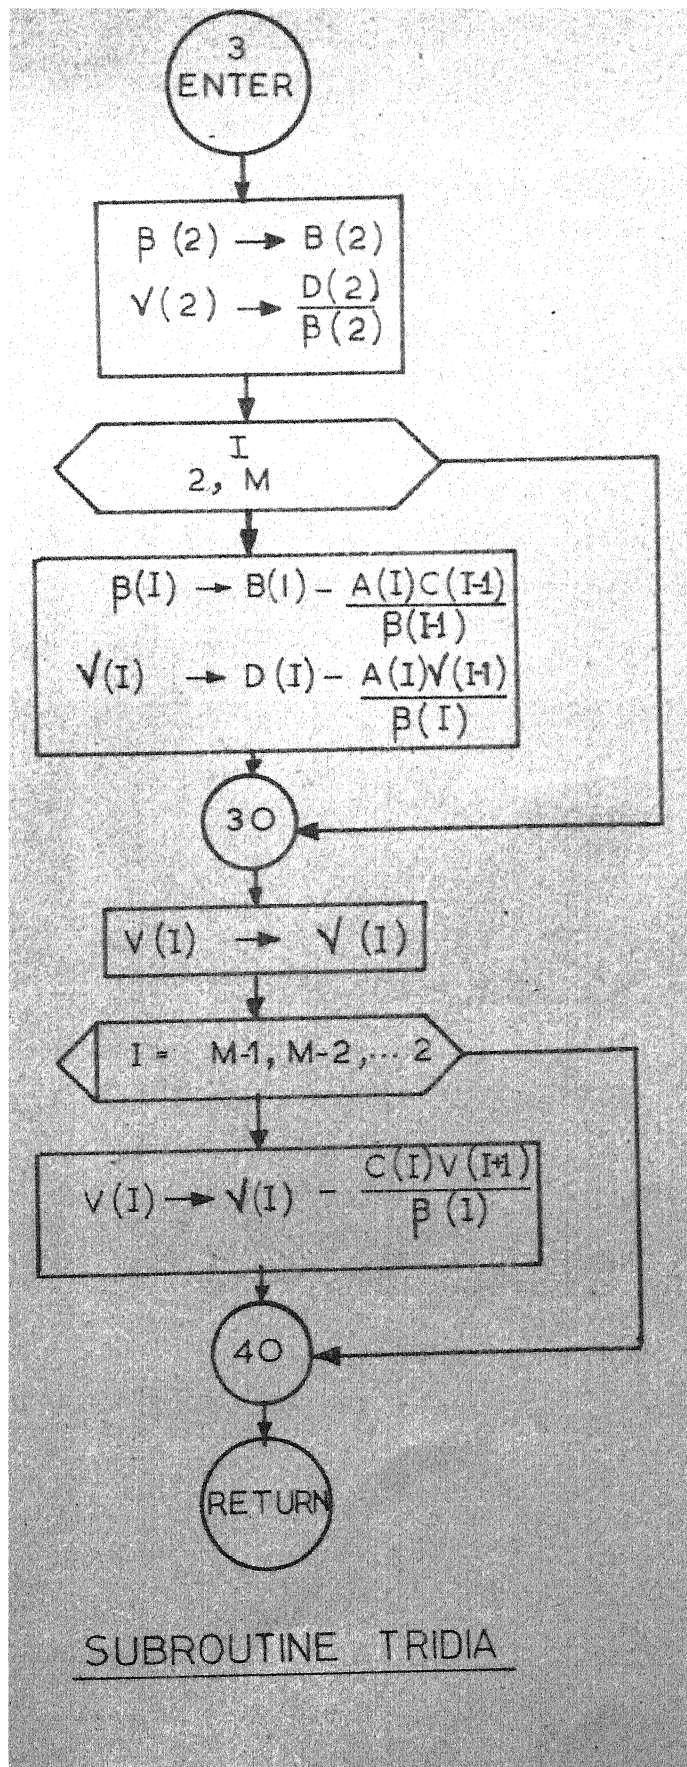 3
ENTER
β(2) → B(2)
√(2) → D(2)/β(2)
I
2, M
β(I) → B(I) - A(I)C(I-1)/β(I-1)
√(I) → D(I) - A(I)√(I-1)/β(I)
30
V(I) → √(I)
I = M-1, M-2, ... 2
V(I) → √(I) - C(I)V(I+1)/β(I)
40
RETURN
SUBROUTINE TRIDIA